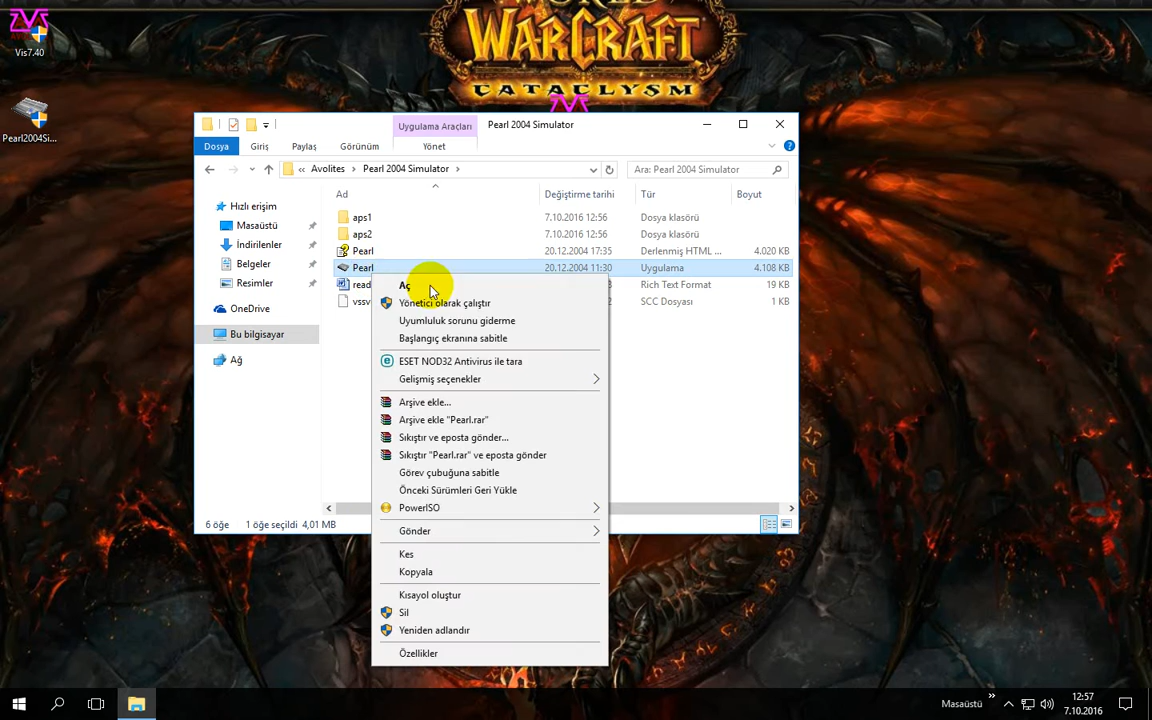 WORLD
WARCRAFT
CATACLYSM
Vis7.40
Pearl2004Si...
Uygulama Araçları
Pearl 2004 Simulator
Dosya
Giriş
Paylaş
Görünüm
Yönet
Avolites
Pearl 2004 Simulator
Ara: Pearl 2004 Simulator
Ad
Değiştirme tarihi
Tür
Boyut
Hızlı erişim
Masaüstü
İndirilenler
Belgeler
Resimler
OneDrive
Bu bilgisayar
Ağ
aps1 7.10.2016 12:56 Dosya klasörü
aps2 7.10.2016 12:56 Dosya klasörü
Pearl 20.12.2004 17:35 Derlenmiş HTML ... 4.020 KB
Pearl 20.12.2004 11:30 Uygulama 4.108 KB
read Rich Text Format 19 KB
vssv SCC Dosyası 1 KB
Aç
Yönetici olarak çalıştır
Uyumluluk sorunu giderme
Başlangıç ekranına sabitle
ESET NOD32 Antivirus ile tara
Gelişmiş seçenekler
Arşive ekle...
Arşive ekle "Pearl.rar"
Sıkıştır ve eposta gönder...
Sıkıştır "Pearl.rar" ve eposta gönder
Görev çubuğuna sabitle
Önceki Sürümleri Geri Yükle
PowerISO
Gönder
Kes
Kopyala
Kısayol oluştur
Sil
Yeniden adlandır
Özellikler
6 öğe 1 öğe seçildi 4,01 MB
Masaüstü
12:57
7.10.2016